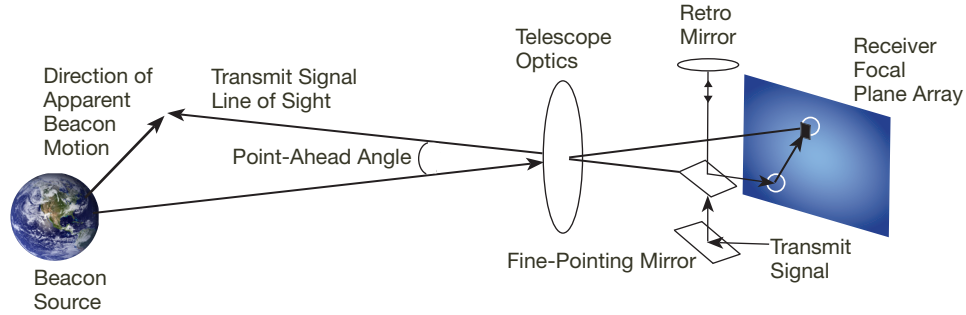 Direction of
Apparent
Beacon
Motion
Transmit Signal
Line of Sight
Point-Ahead Angle
Beacon
Source
Telescope
Optics
Retro
Mirror
Receiver
Focal
Plane Array
Fine-Pointing Mirror
Transmit
Signal